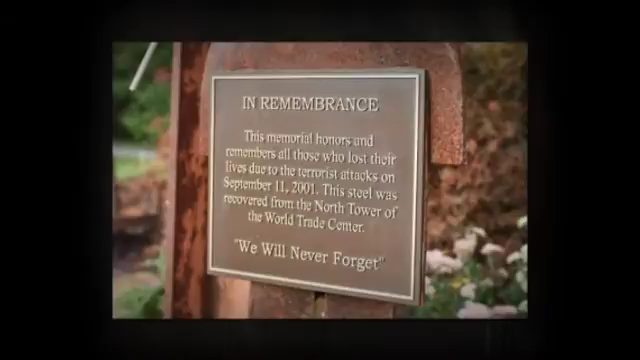 IN REMEMBRANCE
This memorial honors and
remembers all those who lost their
lives due to the terrorist attacks on
September 11, 2001. This steel was
recovered from the North Tower of
the World Trade Center.
"We Will Never Forget"